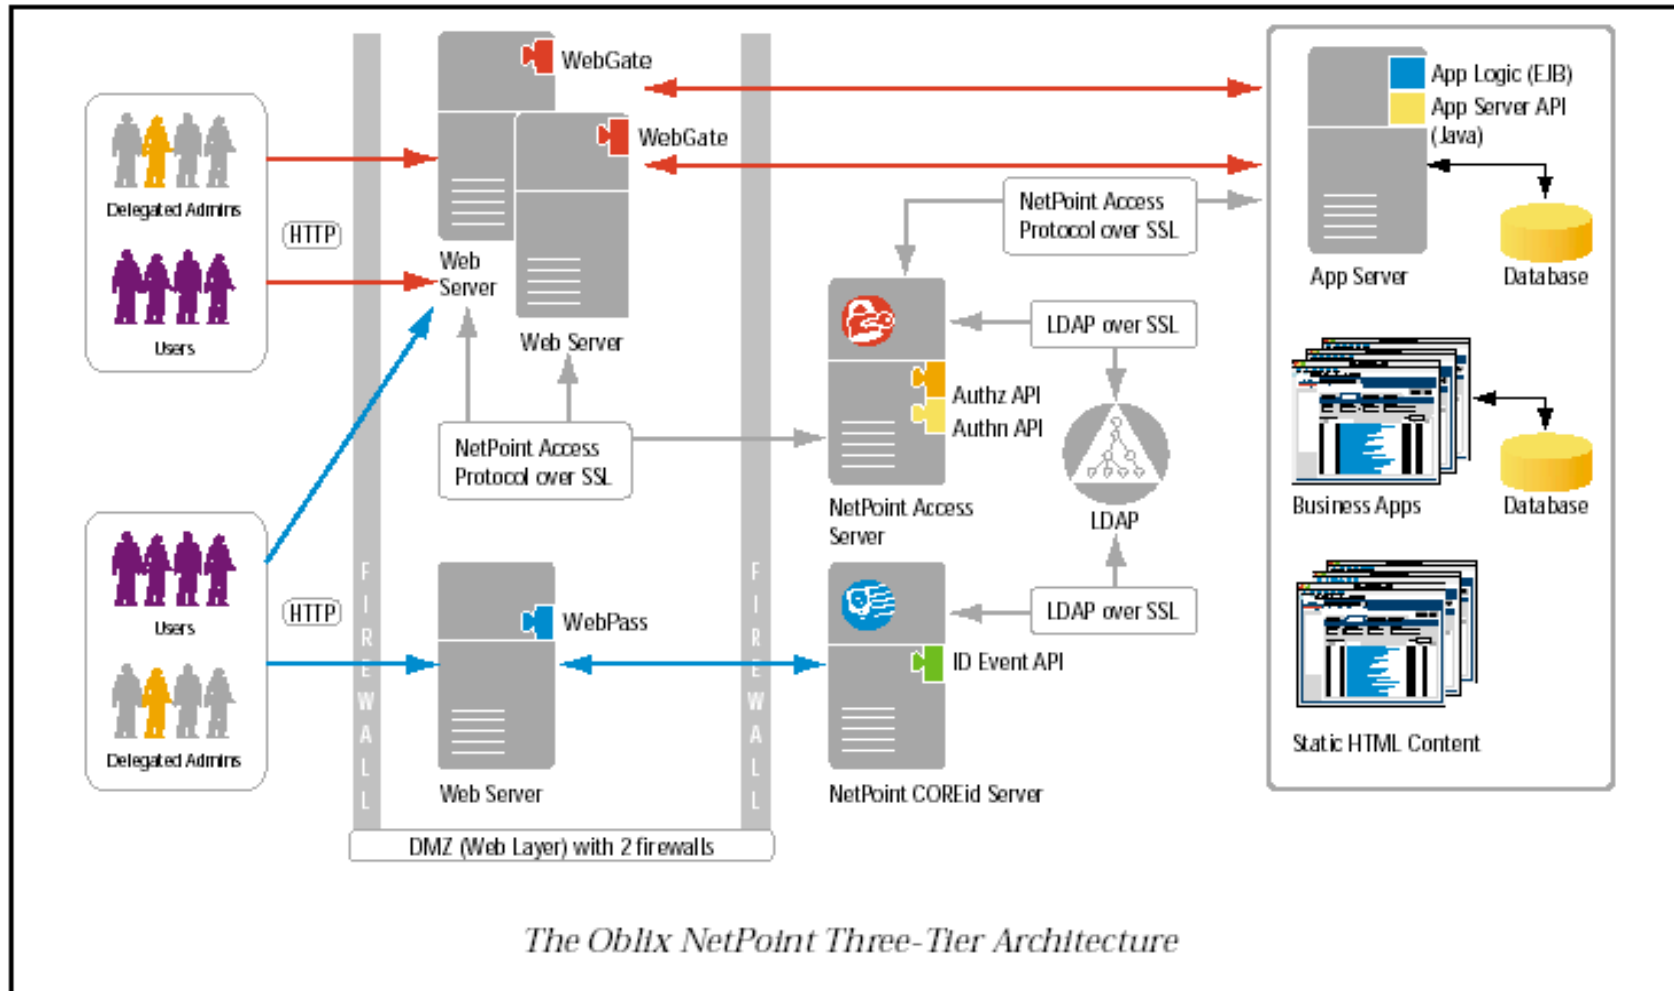 WebGate
WebGate
Delegated Admins
HTTP
Users
Web
Server
Web Server
NetPoint Access
Protocol over SSL
App Logic (EJB)
App Server API
(Java)
App Server
Database
NetPoint Access
Protocol over SSL
LDAP over SSL
Authz API
Authn API
NetPoint Access
Server
LDAP
Business Apps
Database
Users
HTTP
Delegated Admins
FIREWALL
WebPass
Web Server
FIREWALL
LDAP over SSL
ID Event API
NetPoint COREid Server
Static HTML Content
DMZ (Web Layer) with 2 firewalls
The Oblix NetPoint Three-Tier Architecture